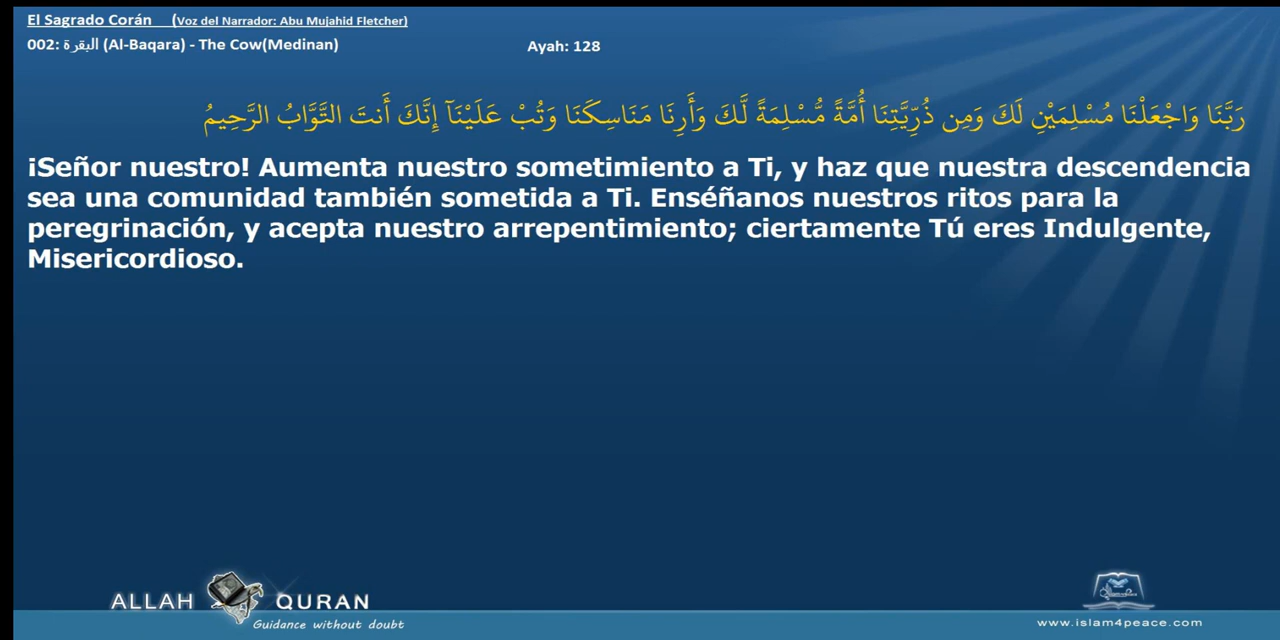 El Sagrado Corán (Voz del Narrador: Abu Mujahid Fletcher)
002: البقرة (Al-Baqara) - The Cow(Medinan) Ayah: 128
رَبَّنَا وَاجْعَلْنَا مُسْلِمَيْنِ لَكَ وَمِن ذُرِّيَّتِنَا أُمَّةً مُّسْلِمَةً لَّكَ وَأَرِنَا مَنَاسِكَنَا وَتُبْ عَلَيْنَآ إِنَّكَ أَنتَ التَّوَّابُ الرَّحِيمُ
¡Señor nuestro! Aumenta nuestro sometimiento a Ti, y haz que nuestra descendencia
sea una comunidad también sometida a Ti. Enséñanos nuestros ritos para la
peregrinación, y acepta nuestro arrepentimiento; ciertamente Tú eres Indulgente,
Misericordioso.
ALLAH QURAN
Guidance without doubt
www.islam4peace.com